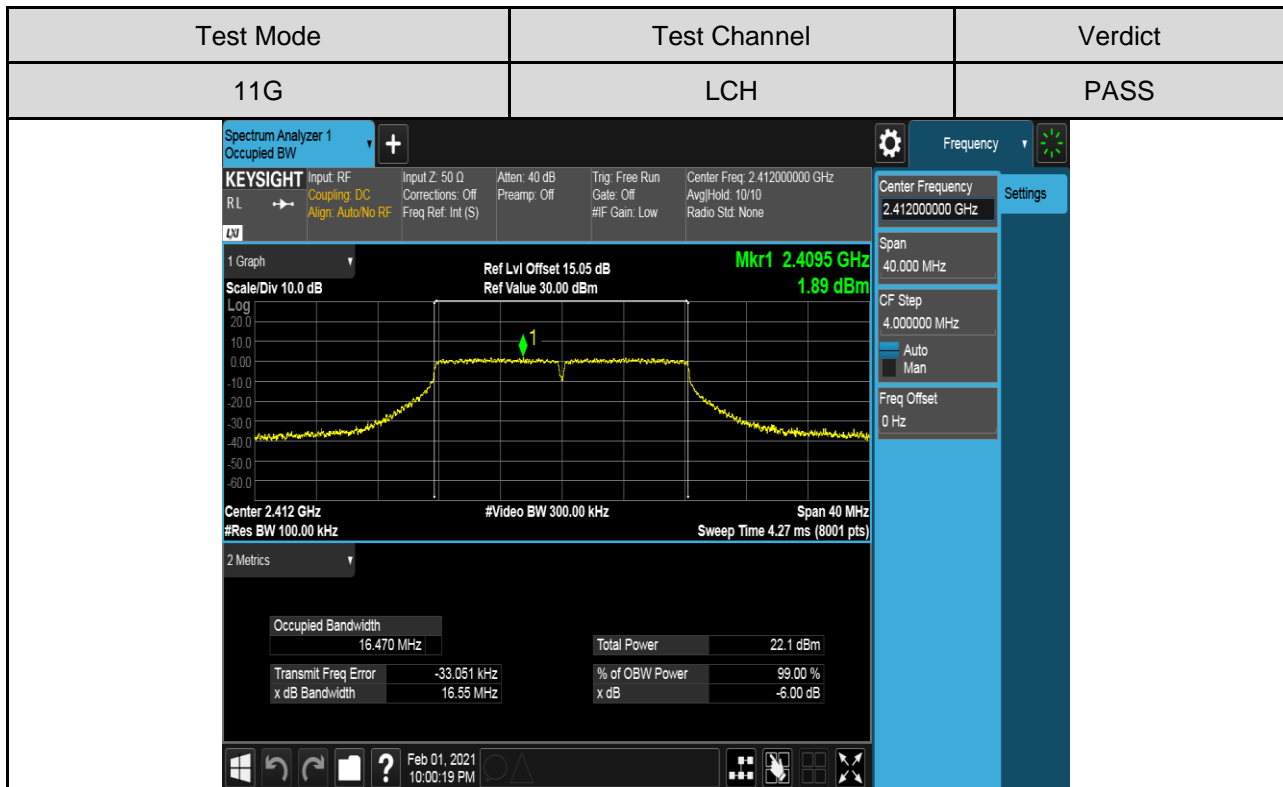 Test Mode Test Channel Verdict
11G LCH PASS
Spectrum Analyzer 1
Occupied BW
+
Frequency
KEYSIGHT Input: RF Input Z: 50 Ω Atten: 40 dB Trig: Free Run Center Freq: 2.412000000 GHz
RL Coupling: DC Corrections: Off Preamp: Off Gate: Off Avg|Hold: 10/10
Align: Auto/No RF Freq Ref: Int (S) #IF Gain: Low Radio Std: None
LXI
Center Frequency
2.412000000 GHz
Settings
Span
40.000 MHz
CF Step
4.000000 MHz
Auto
Man
Freq Offset
0 Hz
1 Graph Ref Lvl Offset 15.05 dB Mkr1 2.4095 GHz
Scale/Div 10.0 dB Ref Value 30.00 dBm 1.89 dBm
Log
20.0
10.0
1
0.00
-10.0
-20.0
-30.0
-40.0
-50.0
-60.0
Center 2.412 GHz #Video BW 300.00 kHz Span 40 MHz
#Res BW 100.00 kHz Sweep Time 4.27 ms (8001 pts)
2 Metrics
Occupied Bandwidth
16.470 MHz Total Power 22.1 dBm
Transmit Freq Error -33.051 kHz % of OBW Power 99.00 %
x dB Bandwidth 16.55 MHz x dB -6.00 dB
? Feb 01, 2021
10:00:19 PM